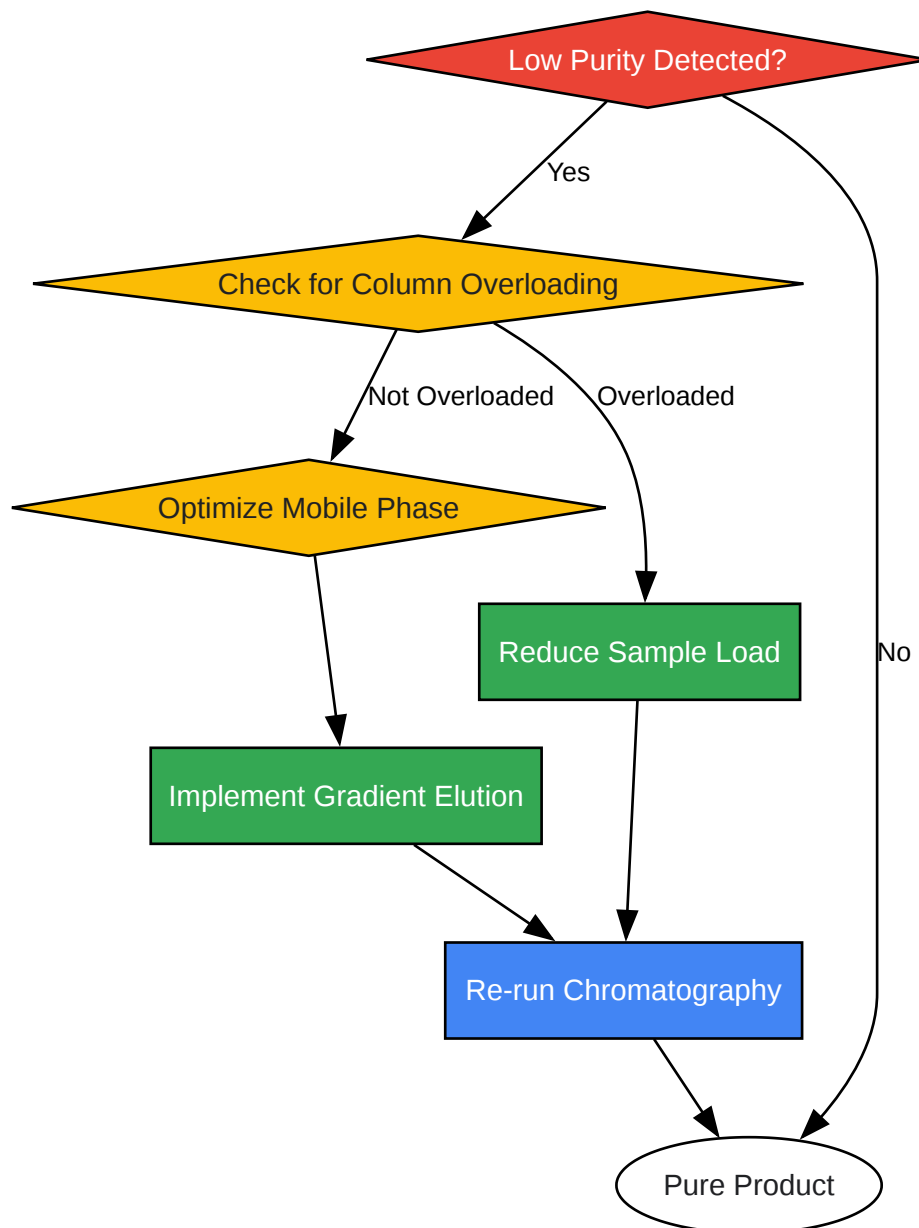 Low Purity Detected?
Yes
Check for Column Overloading
Not Overloaded
Overloaded
Optimize Mobile Phase
Reduce Sample Load
No
Implement Gradient Elution
Re-run Chromatography
Pure Product